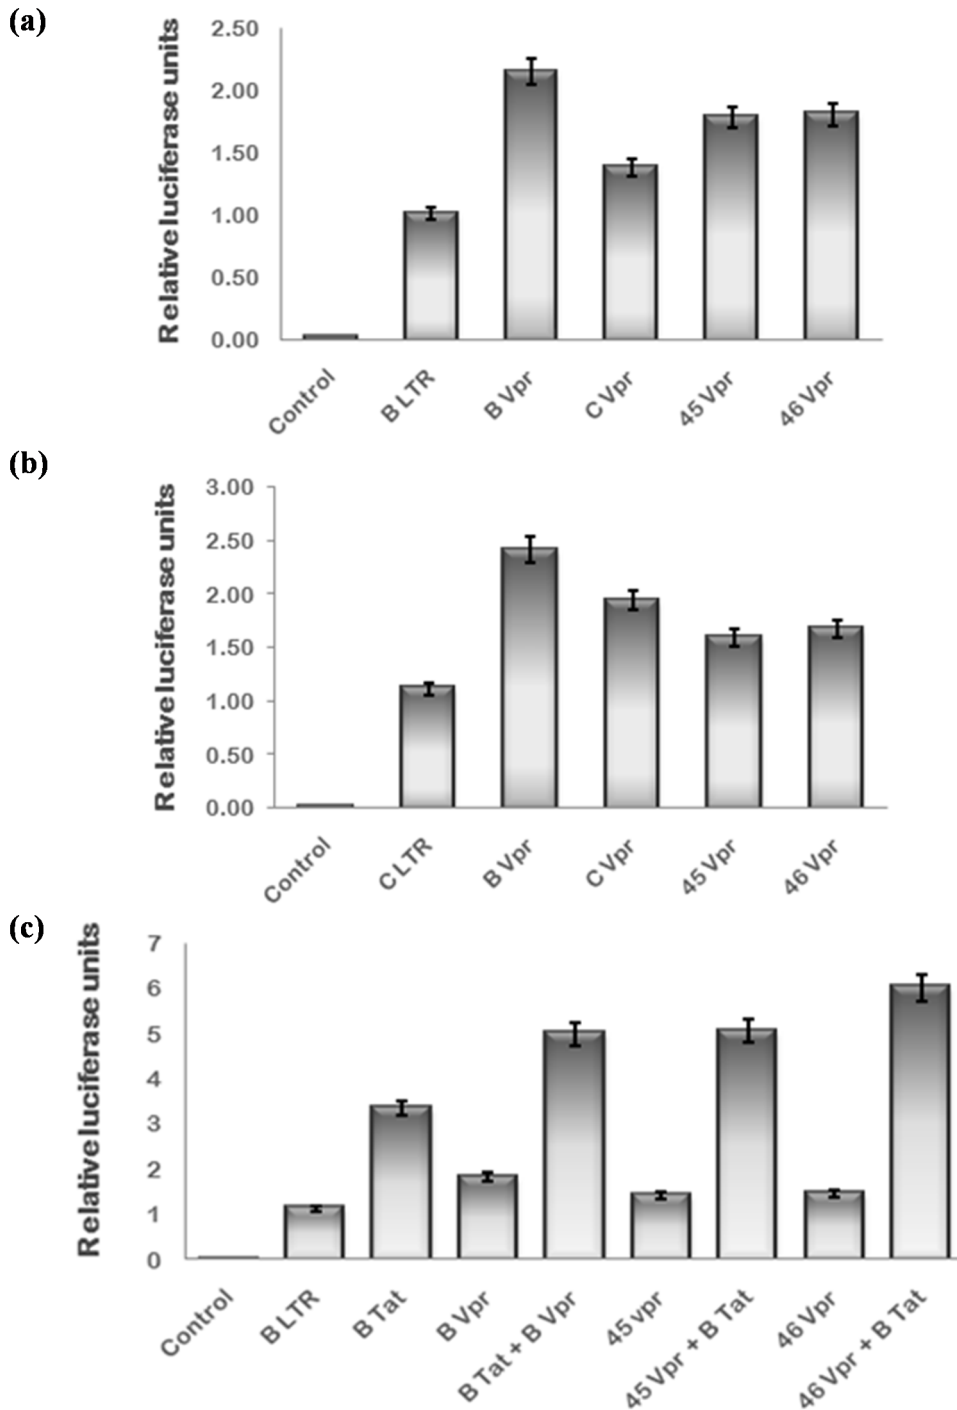 (a)
Relative luciferase units
2.50
2.00
1.50
1.00
0.50
0.00
Control
B LTR
B Vpr
C Vpr
45 Vpr
46 Vpr
(b)
Relative luciferase units
3.00
2.50
2.00
1.50
1.00
0.50
0.00
Control
C LTR
B Vpr
C Vpr
45 Vpr
46 Vpr
(c)
Relative luciferase units
7
6
5
4
3
2
1
0
Control
B LTR
B Tat
B Vpr
B Tat + B Vpr
45 vpr
45 Vpr + B Tat
46 Vpr
46 Vpr + B Tat